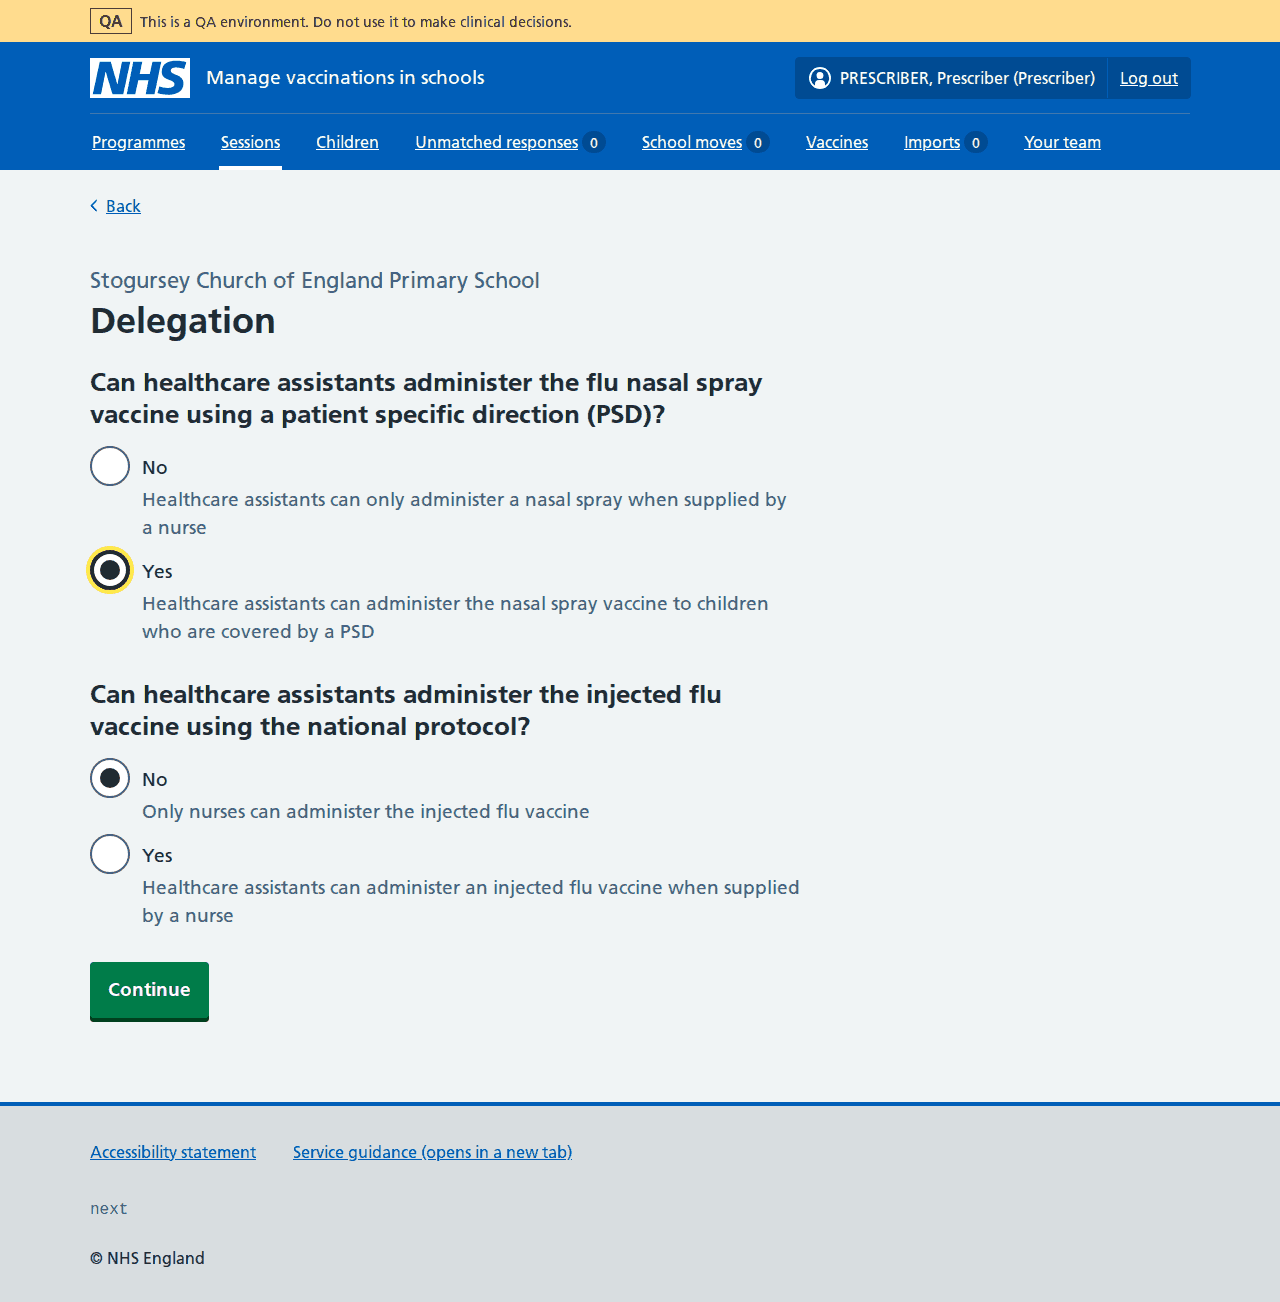 QA This is a QA environment. Do not use it to make clinical decisions.
NHS Manage vaccinations in schools PRESCRIBER, Prescriber (Prescriber) Log out
Programmes Sessions Children Unmatched responses 0 School moves 0 Vaccines Imports 0 Your team
Back
Stogursey Church of England Primary School
Delegation
Can healthcare assistants administer the flu nasal spray
vaccine using a patient specific direction (PSD)?
No
Healthcare assistants can only administer a nasal spray when supplied by
a nurse
Yes
Healthcare assistants can administer the nasal spray vaccine to children
who are covered by a PSD
Can healthcare assistants administer the injected flu
vaccine using the national protocol?
No
Only nurses can administer the injected flu vaccine
Yes
Healthcare assistants can administer an injected flu vaccine when supplied
by a nurse
Continue
Accessibility statement Service guidance (opens in a new tab)
next
© NHS England